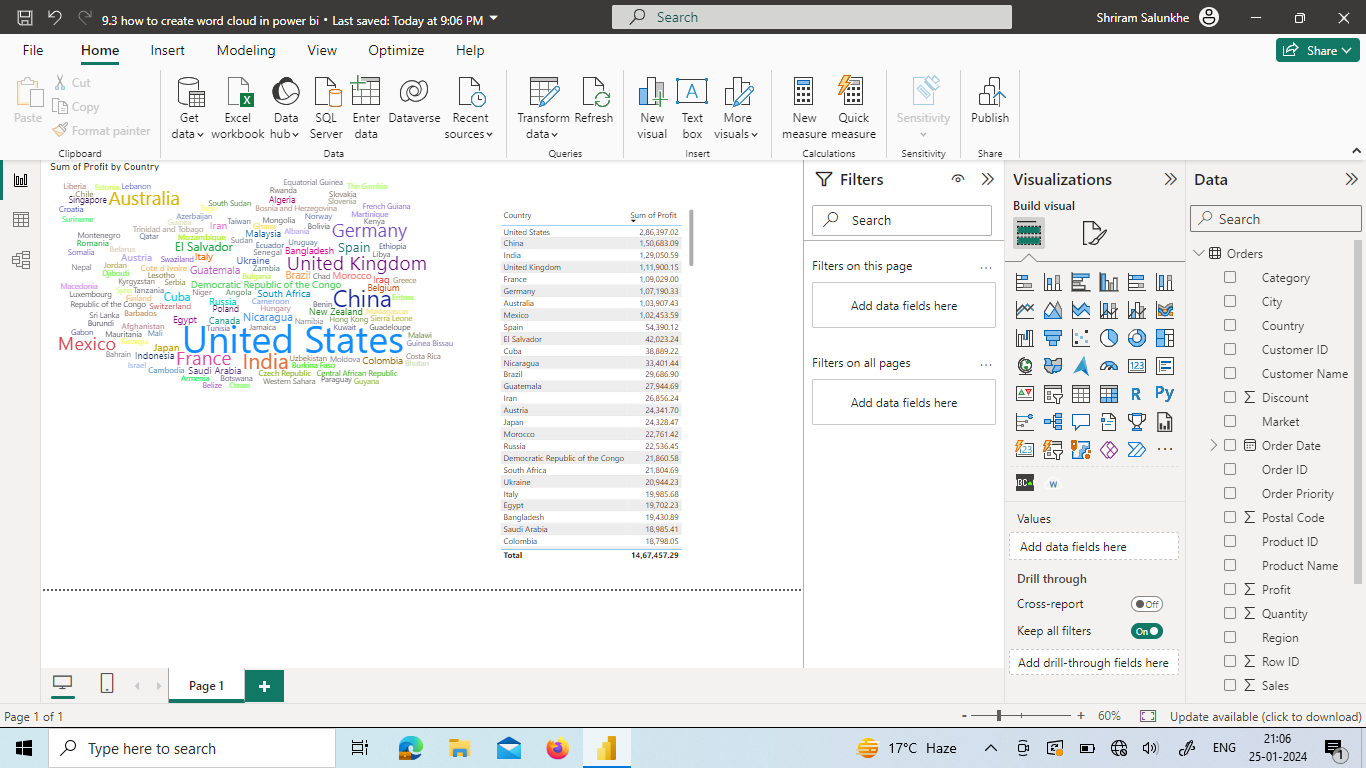 9.3 how to create word cloud in power bi • Last saved: Today at 9:06 PM
Search
Shriram Salunkhe
File Home Insert Modeling View Optimize Help
Share
Paste
Cut
Copy
Format painter
Get data
Excel workbook
Data hub
SQL Server
Enter data
Dataverse
Recent sources
Transform data
Refresh
New visual
Text box
More visuals
New measure
Quick measure
Sensitivity
Publish
Clipboard
Data
Queries
Insert
Calculations
Sensitivity
Share
Sum of Profit by Country
Liberia Estonia Lebanon Equatorial Guinea The Gambia
Chile Rwanda Slovakia
Singapore Australia Algeria Slovenia
Croatia South Sudan Bosnia and Herzegovina French Guiana
Suriname Azerbaijan Norway Martinique
Guinea Taiwan Mongolia Kenya
Trinidad and Tobago Iran Ghana Bolivia Germany
Montenegro Qatar Mozambique Malaysia Albania
Romania El Salvador Sudan Ecuador Uruguay Spain Ethiopia
Somalia Belarus Senegal Bangladesh Libya
Austria Swaziland Italy Ukraine
Nepal Jordan Cote d Ivoire Guatemala Zambia United Kingdom
Djibouti Lesotho Bulgaria Brazil Chad Morocco Iraq Greece
Macedonia Kyrgyzstan Serbia Democratic Republic of the Congo Belgium
Luxembourg Syria Tanzania Niger Angola South Africa China Eritrea
Republic of the Congo Finland Cuba Russia Cameroon Benin
Sri Lanka Barbados Switzerland Poland Hungary New Zealand Madagascar
Burundi Egypt Canada Nicaragua Namibia Hong Kong Sierra Leone
Gabon Afghanistan Tunisia Jamaica Kuwait Guadeloupe
Mauritania Mali United States Malawi
Mexico Georgia Japan Guinea Bissau
Bahrain Indonesia France India Uzbekistan Moldova Colombia Costa Rica
Israel Cambodia Saudi Arabia Burkina Faso Bhutan
Armenia Botswana Czech Republic Central African Republic
Belize Oman Western Sahara Paraguay Guyana
Country Sum of Profit
United States 2,86,397.02
China 1,50,683.09
India 1,29,050.59
United Kingdom 1,11,900.15
France 1,09,029.00
Germany 1,07,190.33
Australia 1,03,907.43
Mexico 1,02,453.59
Spain 54,390.12
El Salvador 42,023.24
Cuba 38,889.22
Nicaragua 33,401.44
Brazil 29,686.90
Guatemala 27,944.69
Iran 26,856.24
Austria 24,341.70
Japan 24,328.47
Morocco 22,761.42
Russia 22,536.45
Democratic Republic of the Congo 21,860.58
South Africa 21,804.69
Ukraine 20,944.23
Italy 19,985.68
Egypt 19,702.23
Bangladesh 19,430.89
Saudi Arabia 18,985.41
Colombia 18,798.05
Total 14,67,457.29
Filters
Search
Filters on this page ...
Add data fields here
Filters on all pages ...
Add data fields here
Visualizations
Build visual
123
R Py
123
...
W
Values
Add data fields here
Drill through
Cross-report Off
Keep all filters On
Add drill-through fields here
Data
Search
Orders
Category
City
Country
Customer ID
Customer Name
Discount
Market
Order Date
Order ID
Order Priority
Postal Code
Product ID
Product Name
Profit
Quantity
Region
Row ID
Sales
Page 1
Page 1 of 1
60%
Update available (click to download)
Type here to search
17°C Haze
ENG
21:06
25-01-2024
1